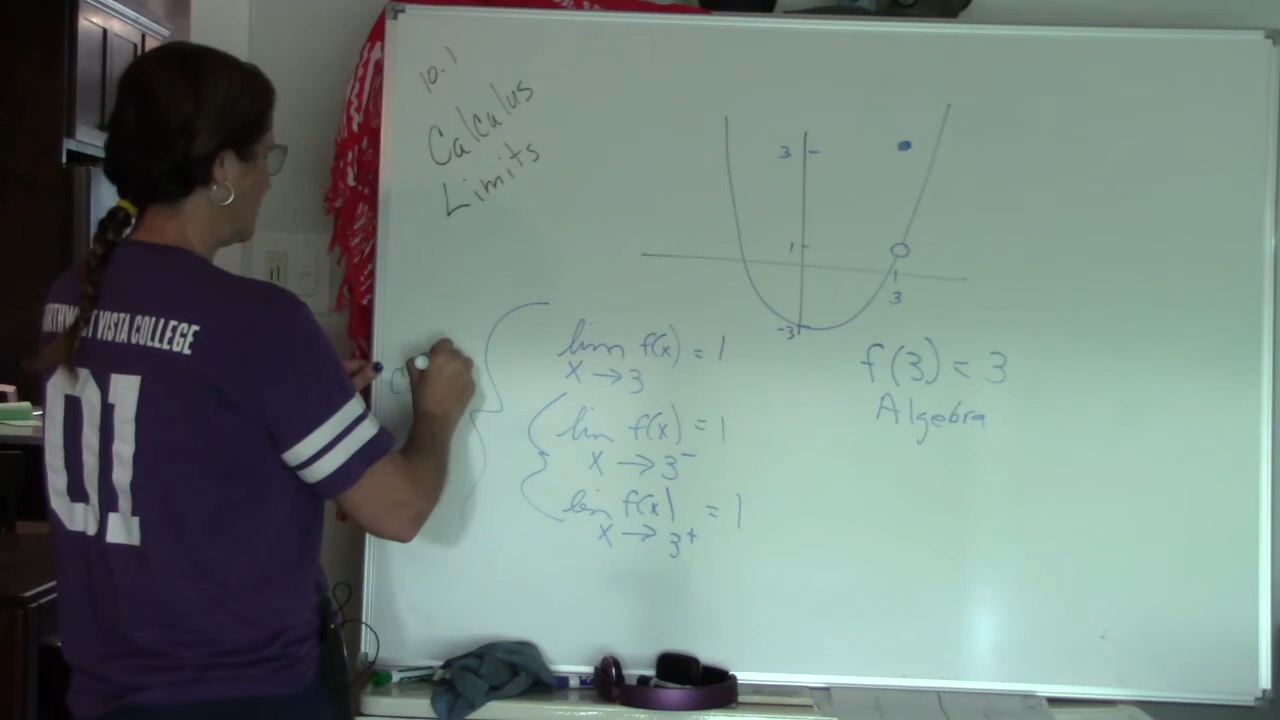 10.1
Calculus
Limits
3
1
-3
1
3
lim f(x) = 1
x → 3
lim f(x) = 1
x → 3⁻
lim f(x) = 1
x → 3⁺
f(3) = 3
Algebra
VISTA COLLEGE
01